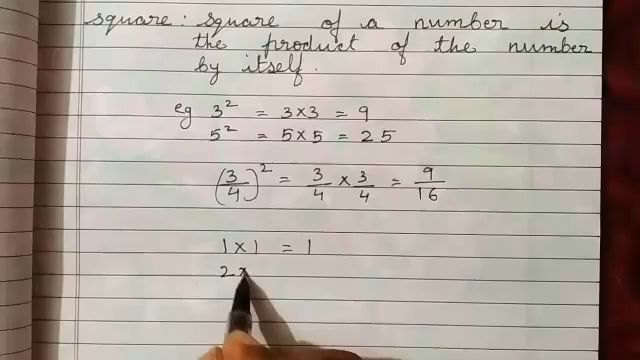 square : square of a number is
the product of the number
by itself.
eg 3² = 3×3 = 9
5² = 5×5 = 25
(3/4)² = 3/4 × 3/4 = 9/16
1×1 = 1
2×